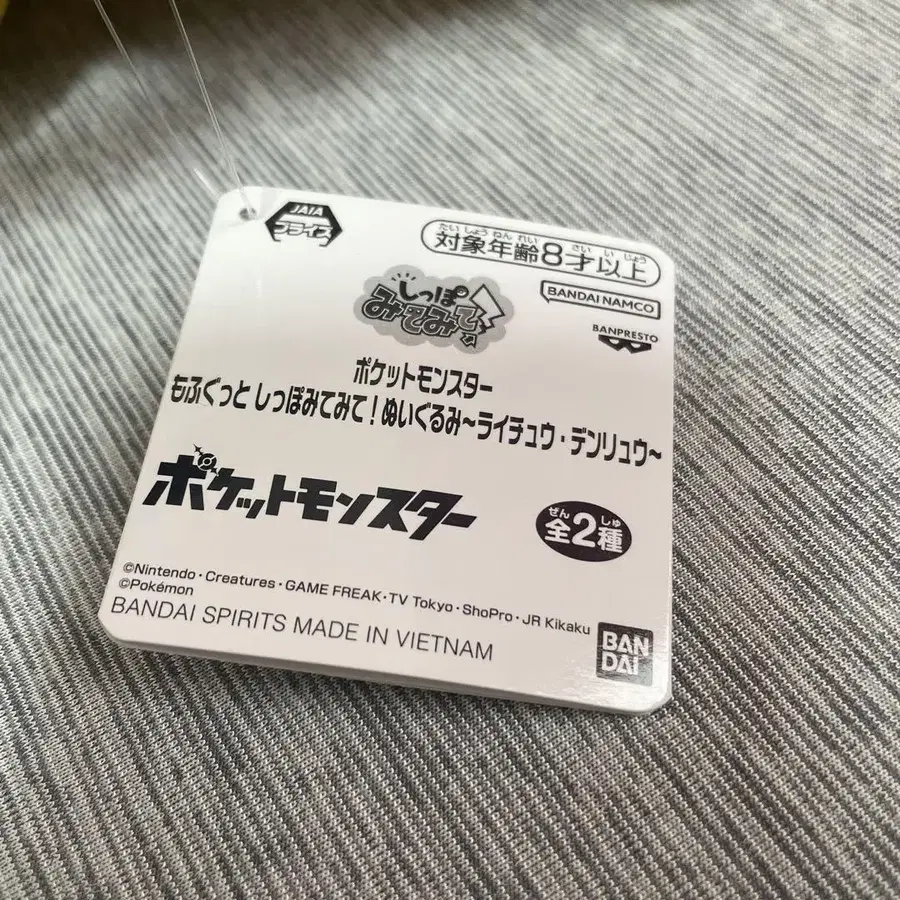 JAIA
プライズ
たいしょうねんれい さい いじょう
対象年齢8才以上
しっぽ
みてみて
BANDAI NAMCO
BANPRESTO
ポケットモンスター
もふぐっと しっぽみてみて!ぬいぐるみ〜ライチュウ・デンリュウ〜
ポケットモンスター
ぜん しゅ
全2種
©Nintendo・Creatures・GAME FREAK・TV Tokyo・ShoPro・JR Kikaku
©Pokémon
BANDAI SPIRITS MADE IN VIETNAM
BAN
DAI